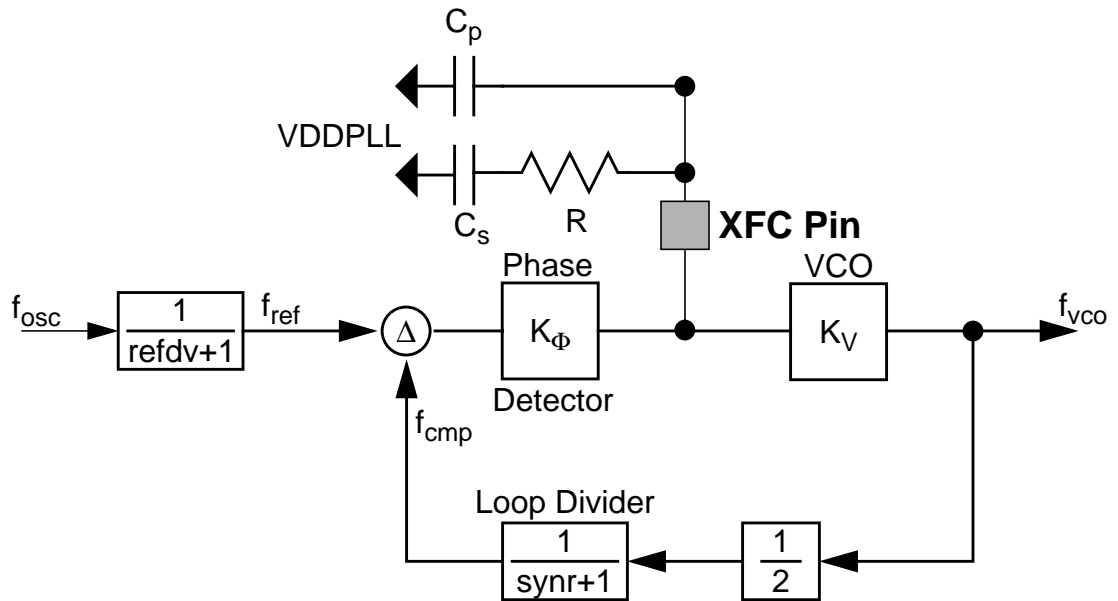 Cp
VDDPLL
Cs
R
XFC Pin
Phase
VCO
fosc
1
refdv+1
fref
Δ
KΦ
KV
fvco
Detector
fcmp
Loop Divider
1
synr+1
1
2